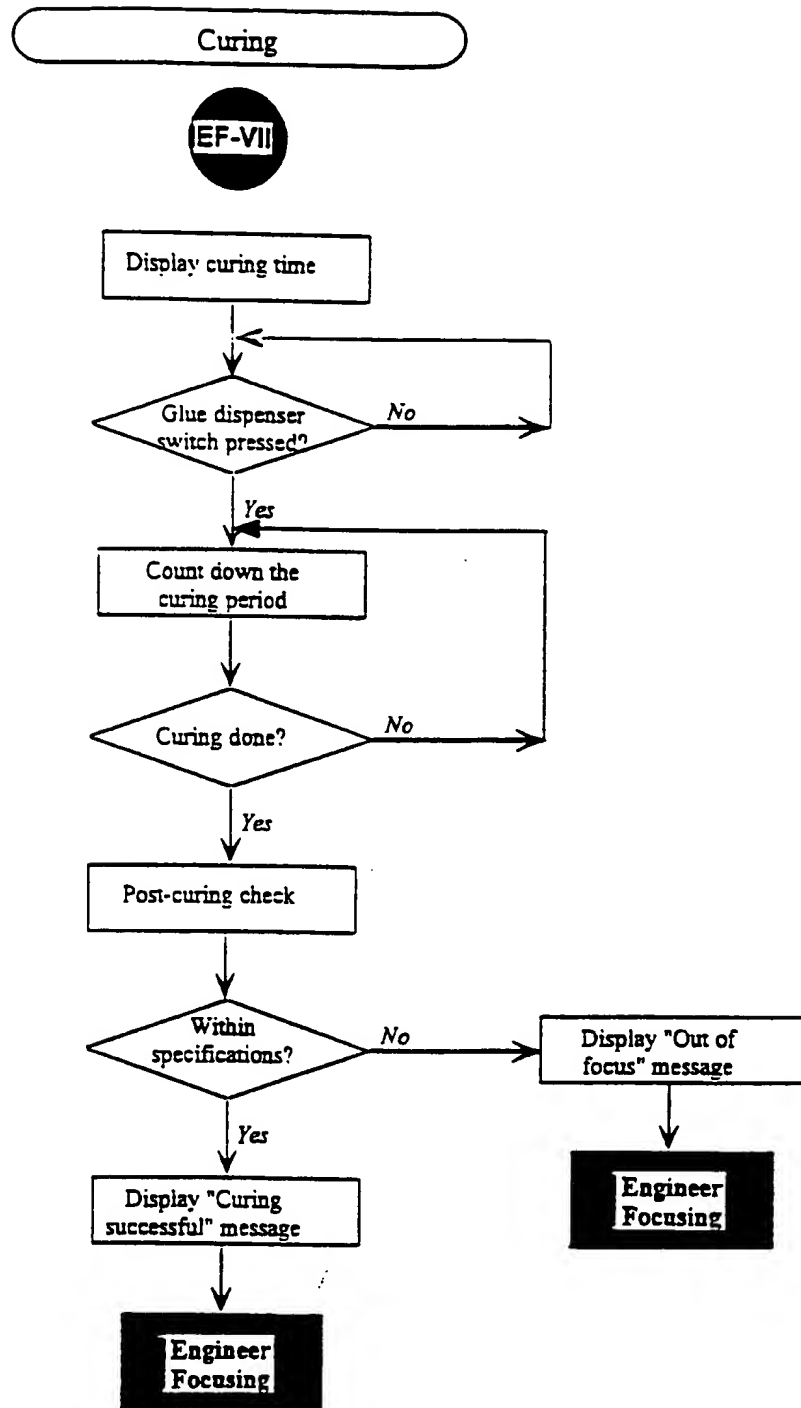 Curing
IEF-VII
Display curing time
Glue dispenser
switch pressed?
No
Yes
Count down the
curing period
Curing done?
No
Yes
Post-curing check
Within
specifications?
No
Display "Out of
focus" message
Yes
Engineer
Focusing
Display "Curing
successful" message
Engineer
Focusing